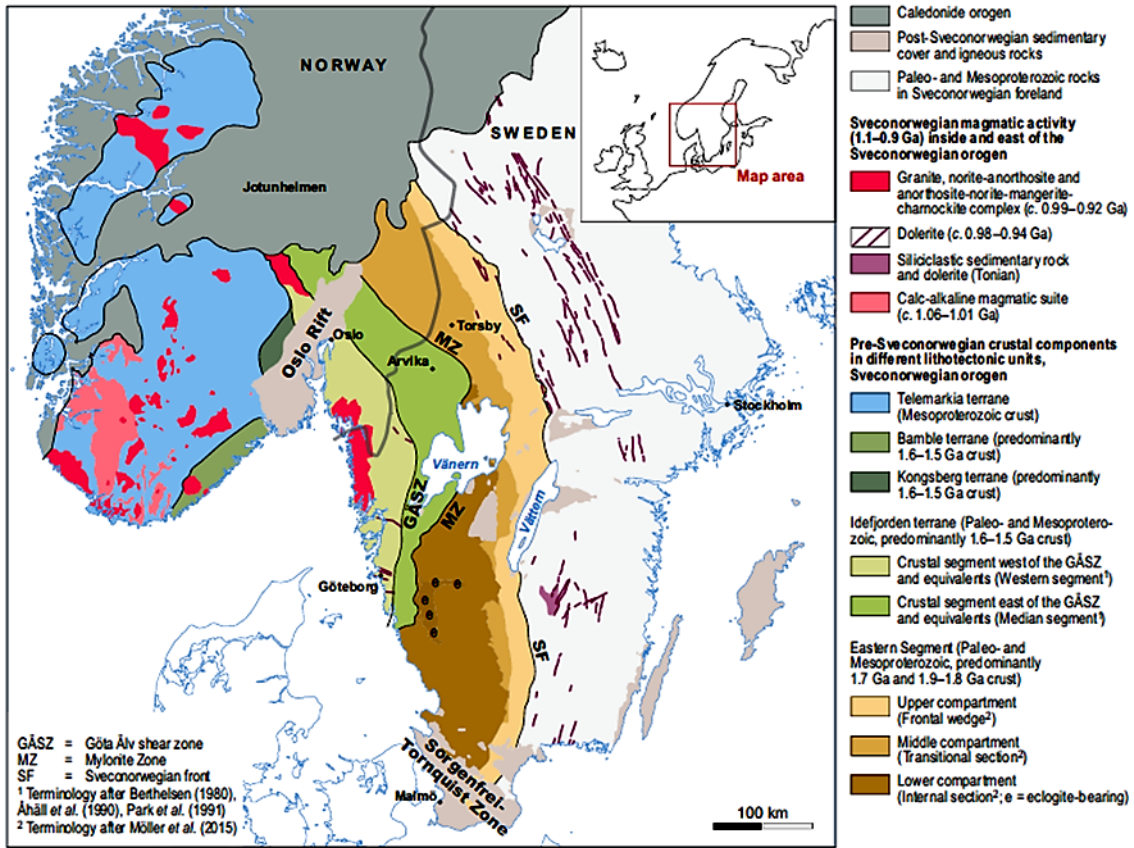 NORWAY
SWEDEN
Jotunheimen
Map area
SF
Torsby
MZ
Oslo Rift
Oslo
Arvika
Stockholm
Vänern
GÄSZ
MZ
Vättern
Göteborg
e e
e
e
e
SF
Sorgenfrei-
Tornquist Zone
Malmö
100 km
GÄSZ = Göta Älv shear zone
MZ = Mylonite Zone
SF = Sveconorwegian front
¹ Terminology after Berthelsen (1980),
Åhäll et al. (1990), Park et al. (1991)
² Terminology after Möller et al. (2015)
Caledonide orogen
Post-Sveconorwegian sedimentary
cover and igneous rocks
Paleo- and Mesoproterozoic rocks
in Sveconorwegian foreland
Sveconorwegian magmatic activity
(1.1–0.9 Ga) inside and east of the
Sveconorwegian orogen
Granite, norite-anorthosite and
anorthosite-norite-mangerite-
charnockite complex (c. 0.99–0.92 Ga)
Dolerite (c. 0.98–0.94 Ga)
Siliciclastic sedimentary rock
and dolerite (Tonian)
Calc-alkaline magmatic suite
(c. 1.06–1.01 Ga)
Pre-Sveconorwegian crustal components
in different lithotectonic units,
Sveconorwegian orogen
Telemarkia terrane
(Mesoproterozoic crust)
Bamble terrane (predominantly
1.6–1.5 Ga crust)
Kongsberg terrane (predominantly
1.6–1.5 Ga crust)
Idefjorden terrane (Paleo- and Mesoprotero-
zoic, predominantly 1.6–1.5 Ga crust)
Crustal segment west of the GÄSZ
and equivalents (Western segment¹)
Crustal segment east of the GÄSZ
and equivalents (Median segment¹)
Eastern Segment (Paleo- and
Mesoproterozoic, predominantly
1.7 Ga and 1.9–1.8 Ga crust)
Upper compartment
(Frontal wedge²)
Middle compartment
(Transitional section²)
Lower compartment
(Internal section²; e = eclogite-bearing)